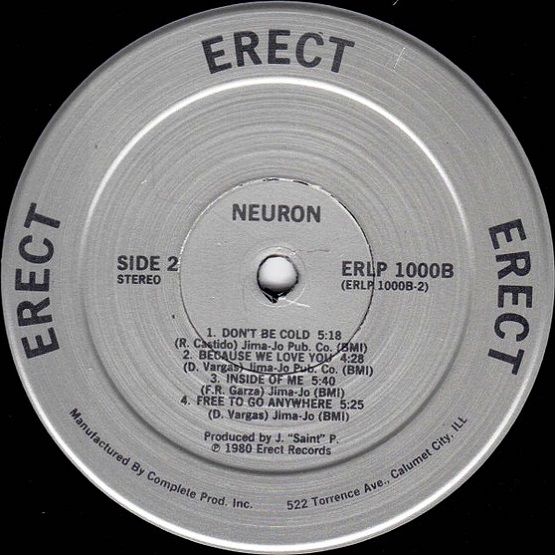 ERECT
ERECT
ERECT
NEURON
SIDE 2
STEREO
ERLP 1000B
(ERLP 1000B-2)
1. DON'T BE COLD 5:18
(R. Castido) Jima-Jo Pub. Co. (BMI)
2. BECAUSE WE LOVE YOU 4:28
(D. Vargas) Jima-Jo Pub. Co. (BMI)
3. INSIDE OF ME 5:40
(F.R. Garza) Jima-Jo (BMI)
4. FREE TO GO ANYWHERE 5:25
(D. Vargas) Jima-Jo (BMI)
Produced by J. "Saint" P.
℗ 1980 Erect Records
Manufactured By Complete Prod. Inc.
522 Torrence Ave., Calumet City, ILL